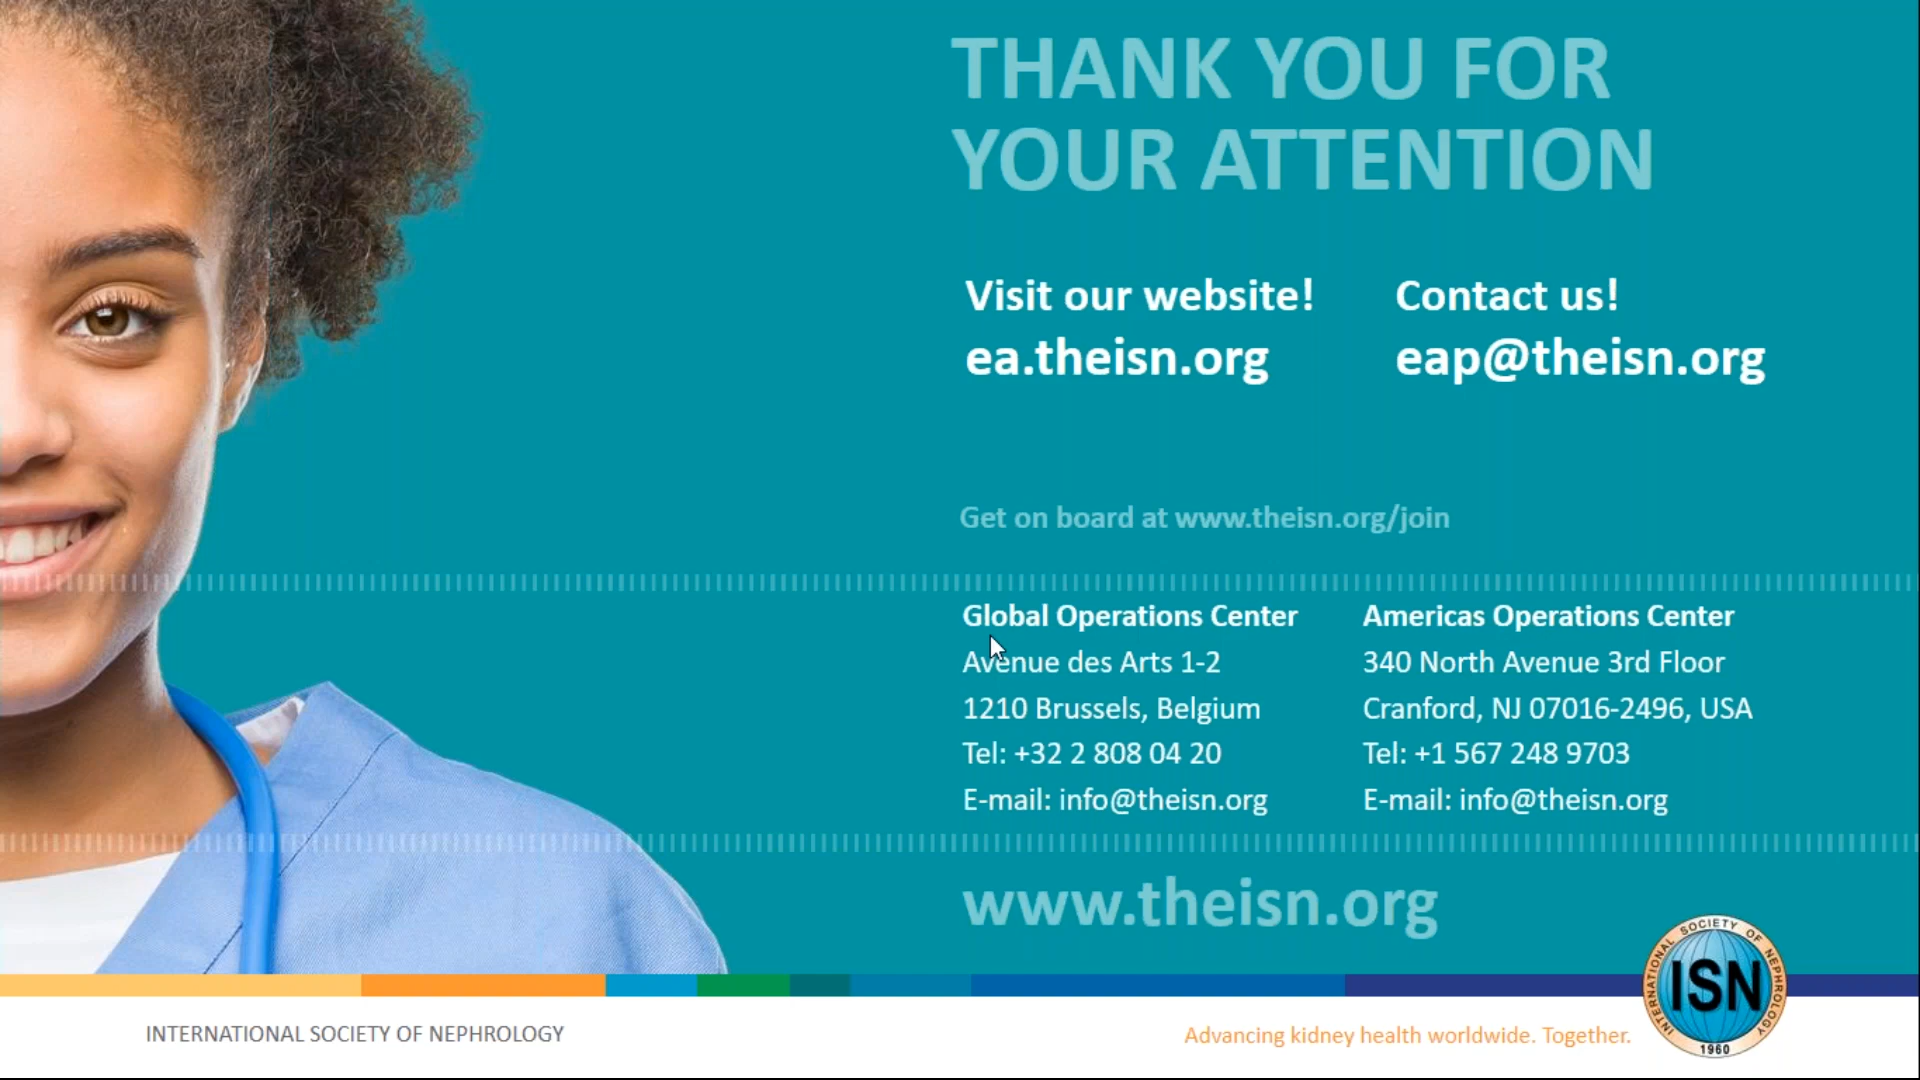 THANK YOU FOR
YOUR ATTENTION
Visit our website!
ea.theisn.org
Contact us!
eap@theisn.org
Get on board at www.theisn.org/join
Global Operations Center
Avenue des Arts 1-2
1210 Brussels, Belgium
Tel: +32 2 808 04 20
E-mail: info@theisn.org
Americas Operations Center
340 North Avenue 3rd Floor
Cranford, NJ 07016-2496, USA
Tel: +1 567 248 9703
E-mail: info@theisn.org
www.theisn.org
INTERNATIONAL SOCIETY OF NEPHROLOGY
Advancing kidney health worldwide. Together.
INTERNATIONAL SOCIETY OF NEPHROLOGY
ISN
1960